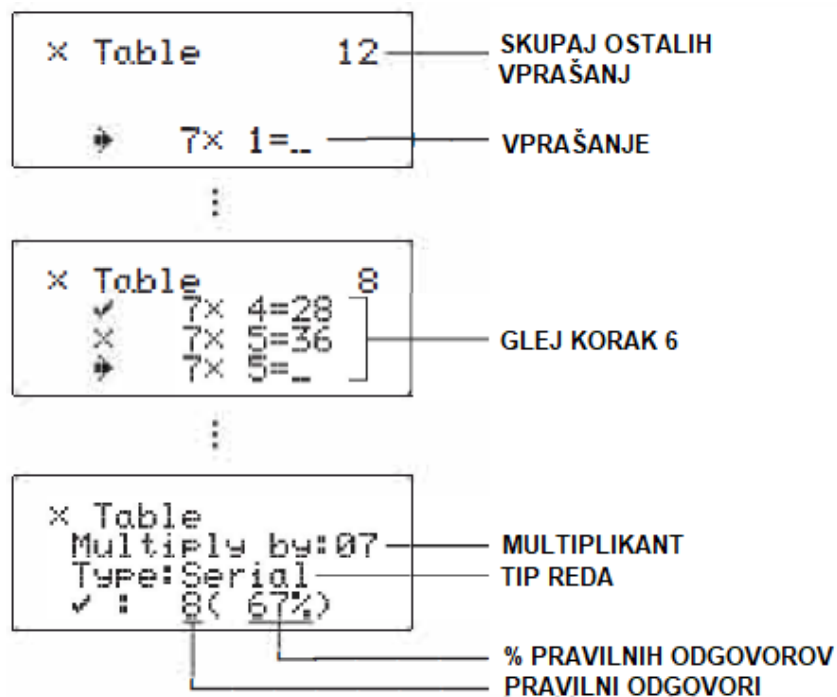 × Table 12
SKUPAJ OSTALIH
VPRAŠANJ
➔ 7× 1=_
VPRAŠANJE
⋮
× Table 8
✓ 7× 4=28
× 7× 5=36
➔ 7× 5=_
GLEJ KORAK 6
⋮
× Table
Multiply by:07
MULTIPLIKANT
Type:Serial
TIP REDA
✓ : 8( 67%)
% PRAVILNIH ODGOVOROV
PRAVILNI ODGOVORI